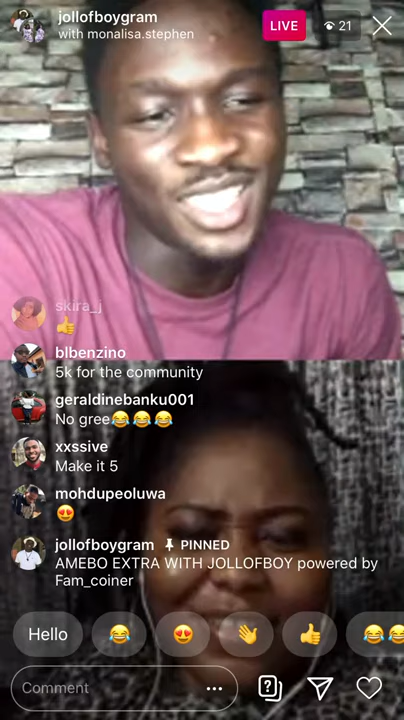 jollofboygram
with monalisa.stephen
LIVE
21
skira_j
👍
blbenzino
5k for the community
geraldinebanku001
No gree😂😂😂
xxssive
Make it 5
mohdupeoluwa
😍
jollofboygram PINNED
AMEBO EXTRA WITH JOLLOFBOY powered by
Fam_coiner
Hello 😂 😍 👋 👍 😂😂
Comment